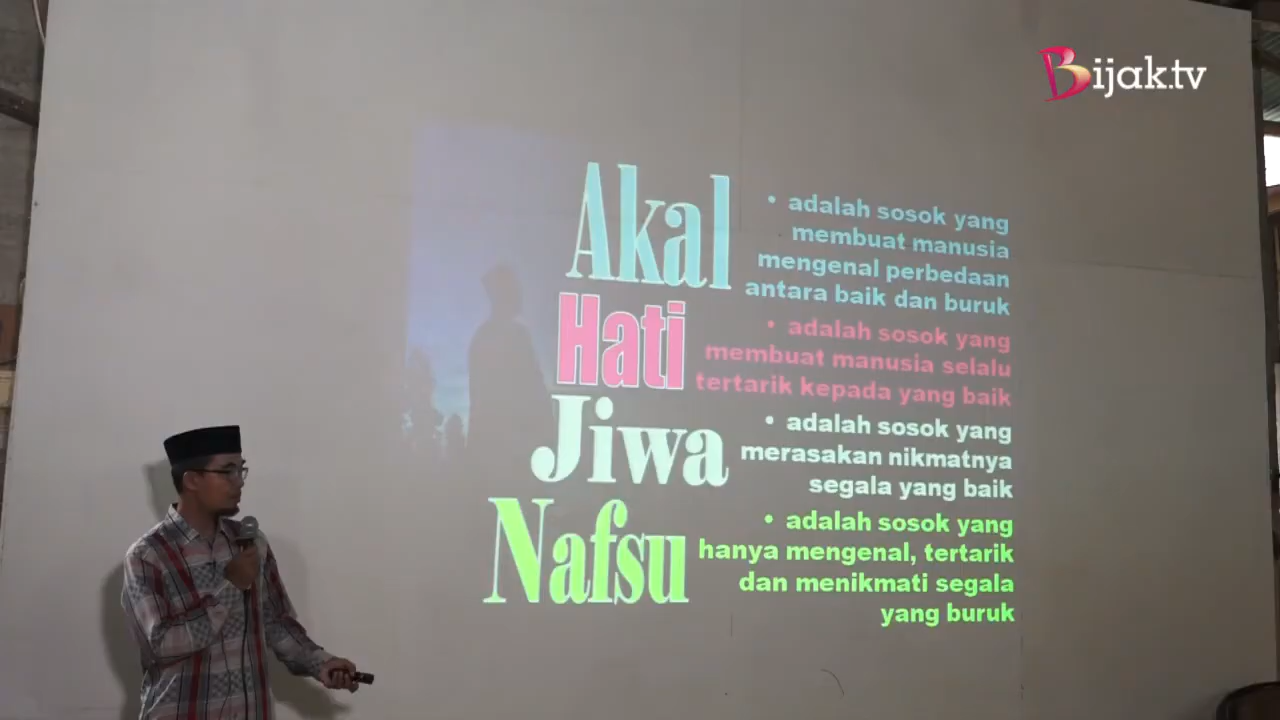 Bijak.tv
Akal
• adalah sosok yang
membuat manusia
mengenal perbedaan
antara baik dan buruk
Hati
• adalah sosok yang
membuat manusia selalu
tertarik kepada yang baik
Jiwa
• adalah sosok yang
merasakan nikmatnya
segala yang baik
Nafsu
• adalah sosok yang
hanya mengenal, tertarik
dan menikmati segala
yang buruk